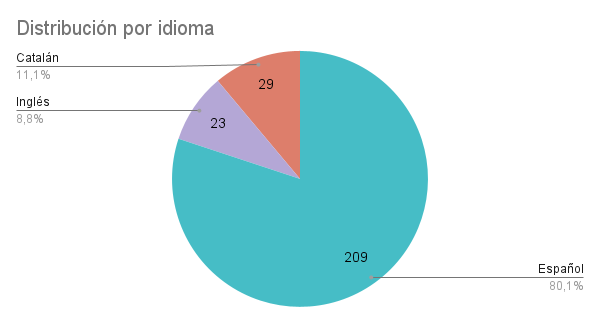 Distribución por idioma
Catalán
11,1%
29
Inglés
8,8%
23
209
Español
80,1%